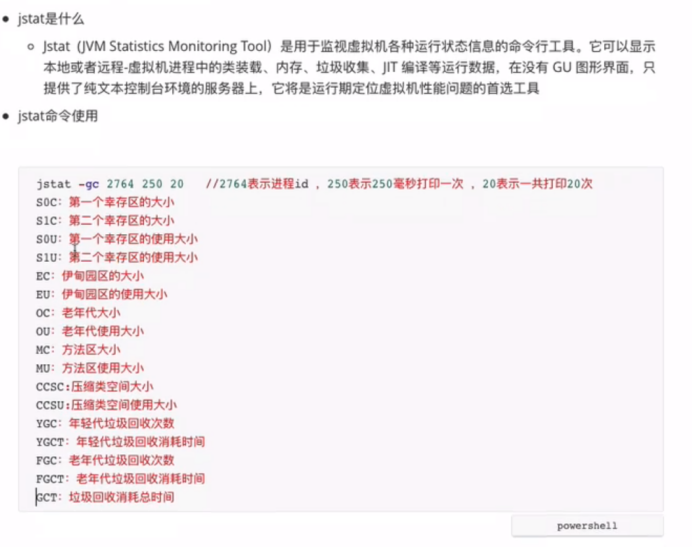 jstat是什么
Jstat（JVM Statistics Monitoring Tool）是用于监视虚拟机各种运行状态信息的命令行工具。它可以显示
本地或者远程-虚拟机进程中的类装载、内存、垃圾收集、JIT 编译等运行数据，在没有 GU 图形界面，只
提供了纯文本控制台环境的服务器上，它将是运行期定位虚拟机性能问题的首选工具
jstat命令使用
jstat -gc 2764 250 20   //2764表示进程id ，250表示250毫秒打印一次 ，20表示一共打印20次
S0C：第一个幸存区的大小
S1C：第二个幸存区的大小
S0U：第一个幸存区的使用大小
S1U：第二个幸存区的使用大小
EC：伊甸园区的大小
EU：伊甸园区的使用大小
OC：老年代大小
OU：老年代使用大小
MC：方法区大小
MU：方法区使用大小
CCSC:压缩类空间大小
CCSU:压缩类空间使用大小
YGC：年轻代垃圾回收次数
YGCT：年轻代垃圾回收消耗时间
FGC：老年代垃圾回收次数
FGCT：老年代垃圾回收消耗时间
GCT：垃圾回收消耗总时间
powershell